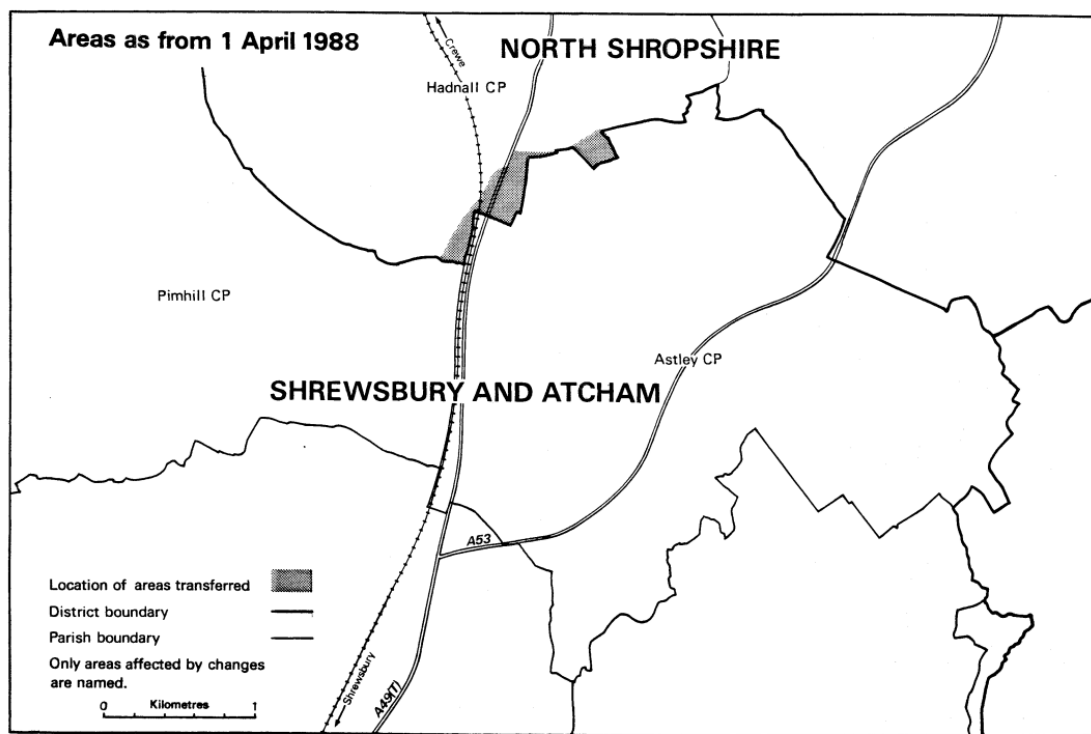 Areas as from 1 April 1988
NORTH SHROPSHIRE
Crewe
Hadnall CP
Pimhill CP
Astley CP
SHREWSBURY AND ATCHAM
A53
Location of areas transferred
District boundary
Parish boundary
Only areas affected by changes
are named.
Kilometres
0 1
Shrewsbury
A49(T)